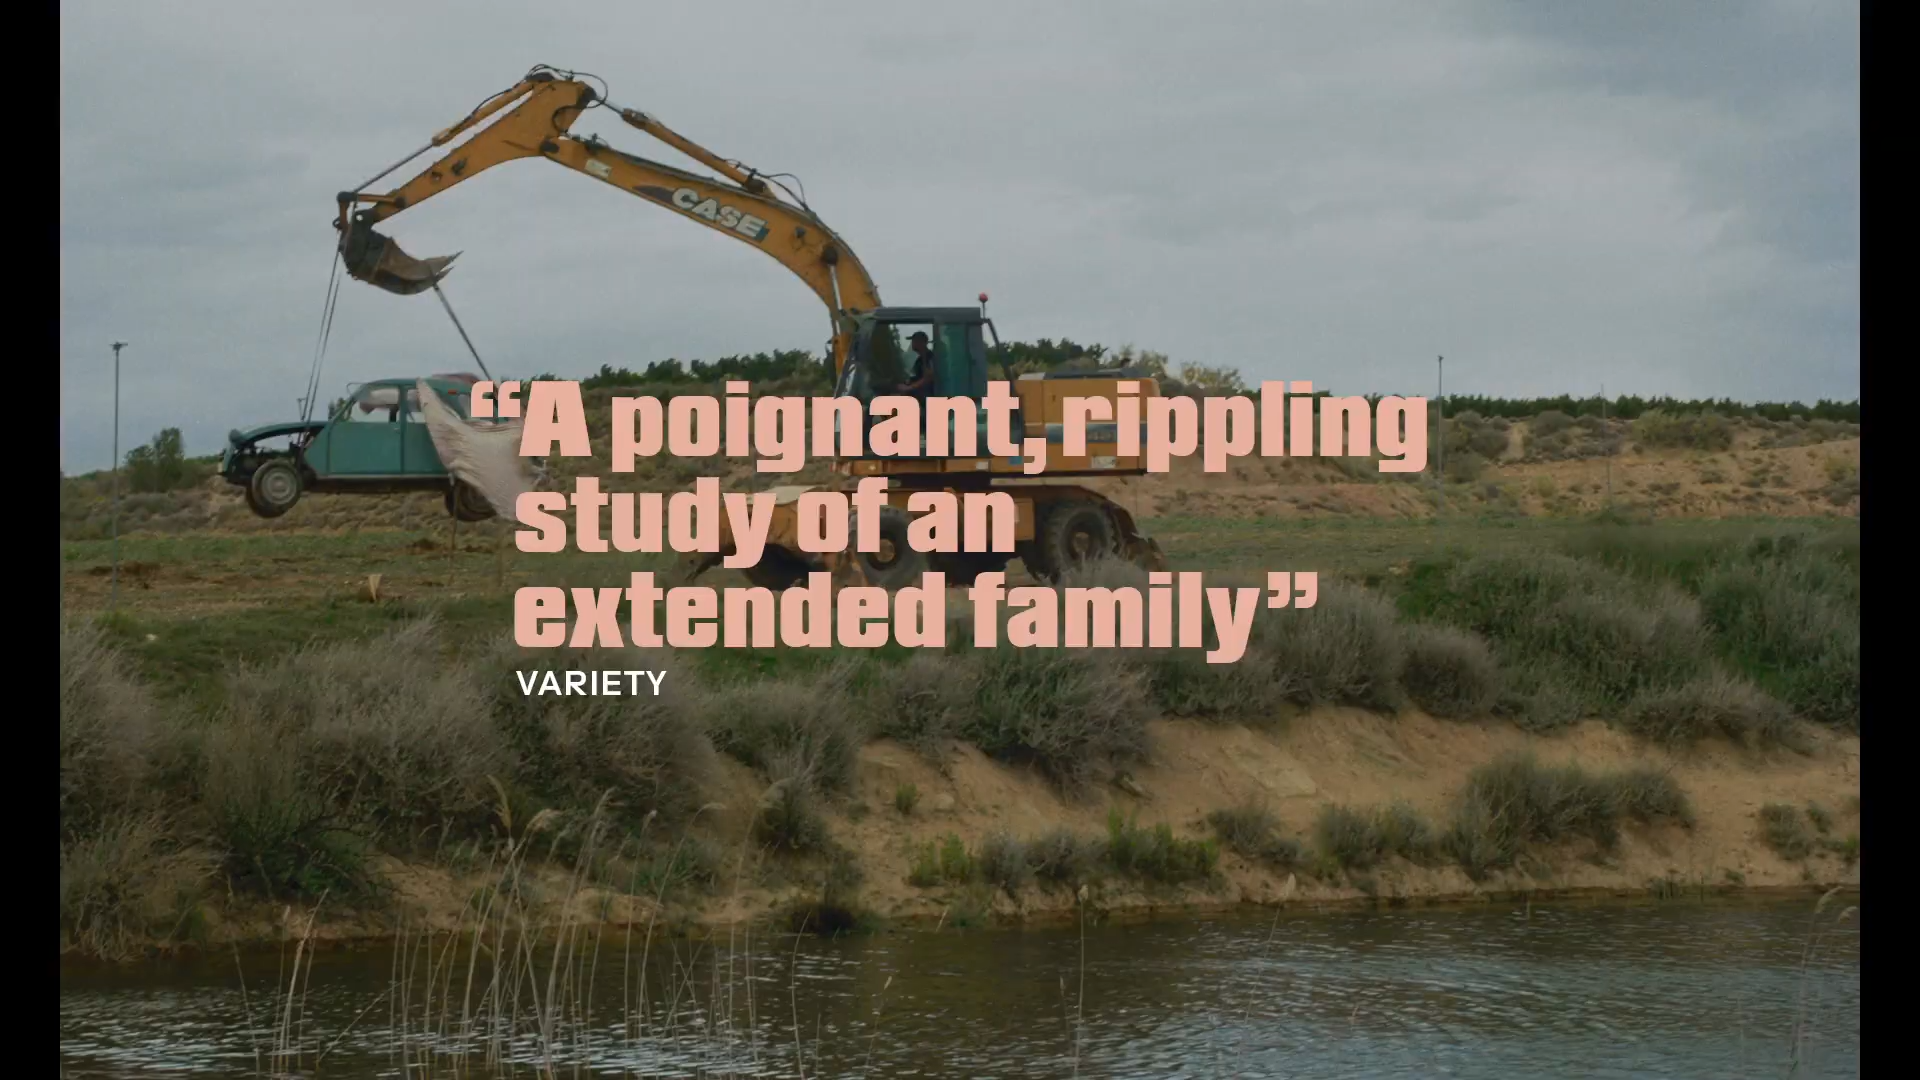 CASE
“A poignant, rippling
study of an
extended family”
VARIETY